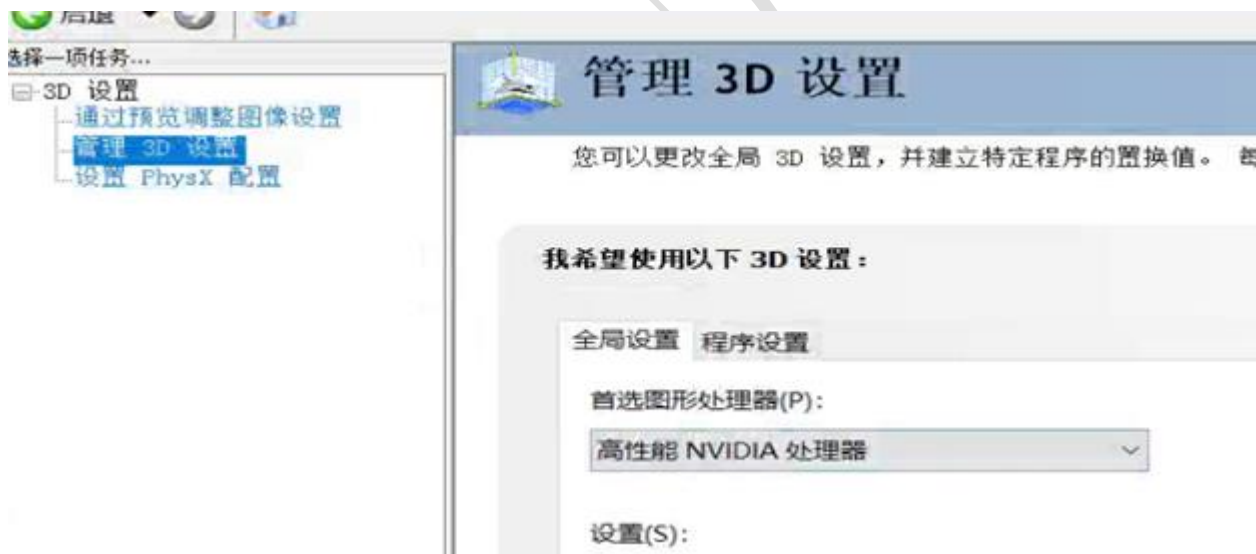 后退
选择一项任务...
3D 设置
通过预览调整图像设置
管理 3D 设置
设置 PhysX 配置
管理 3D 设置
您可以更改全局 3D 设置，并建立特定程序的置换值。
我希望使用以下 3D 设置：
全局设置 程序设置
首选图形处理器(P):
高性能 NVIDIA 处理器
设置(S):